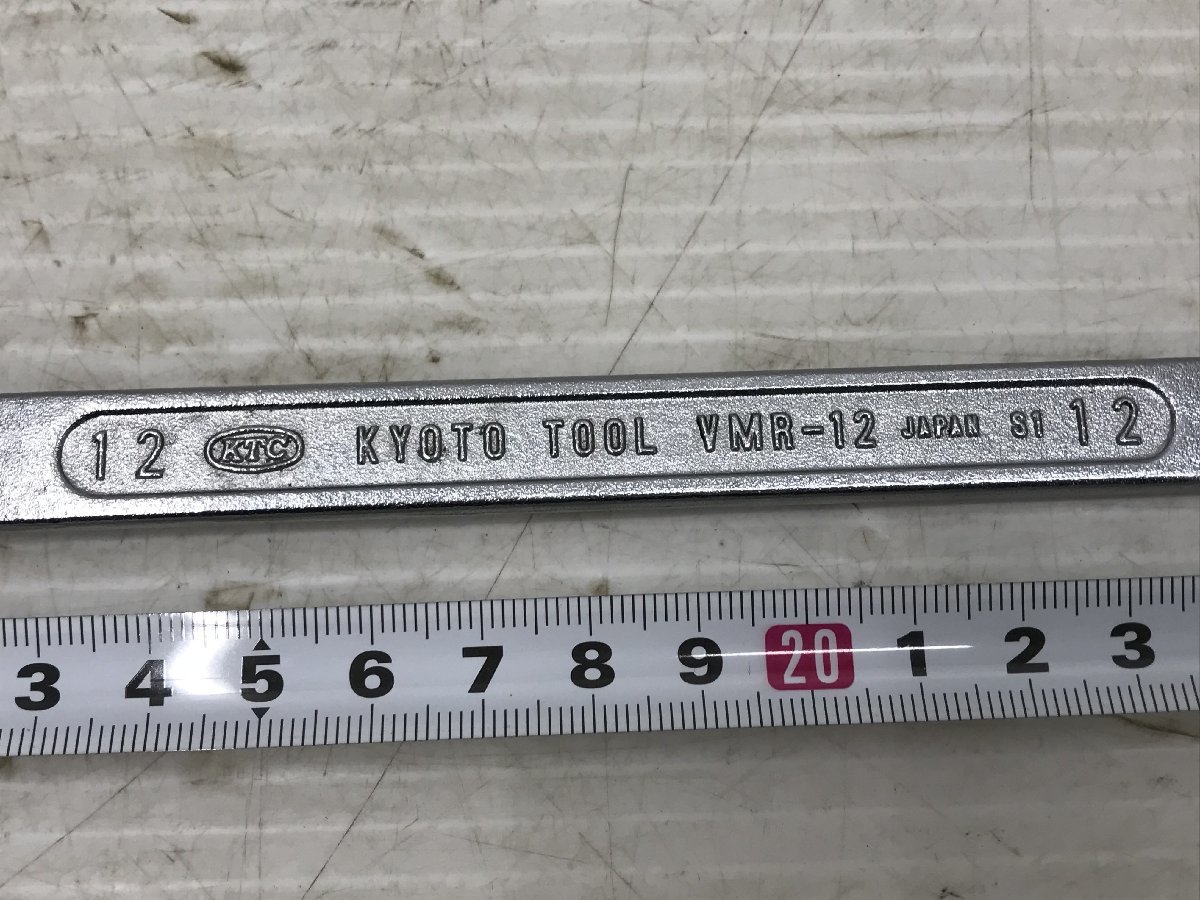 12 KTC KYOTO TOOL VMR-12 JAPAN S1 12
3 4 5 6 7 8 9 20 1 2 3